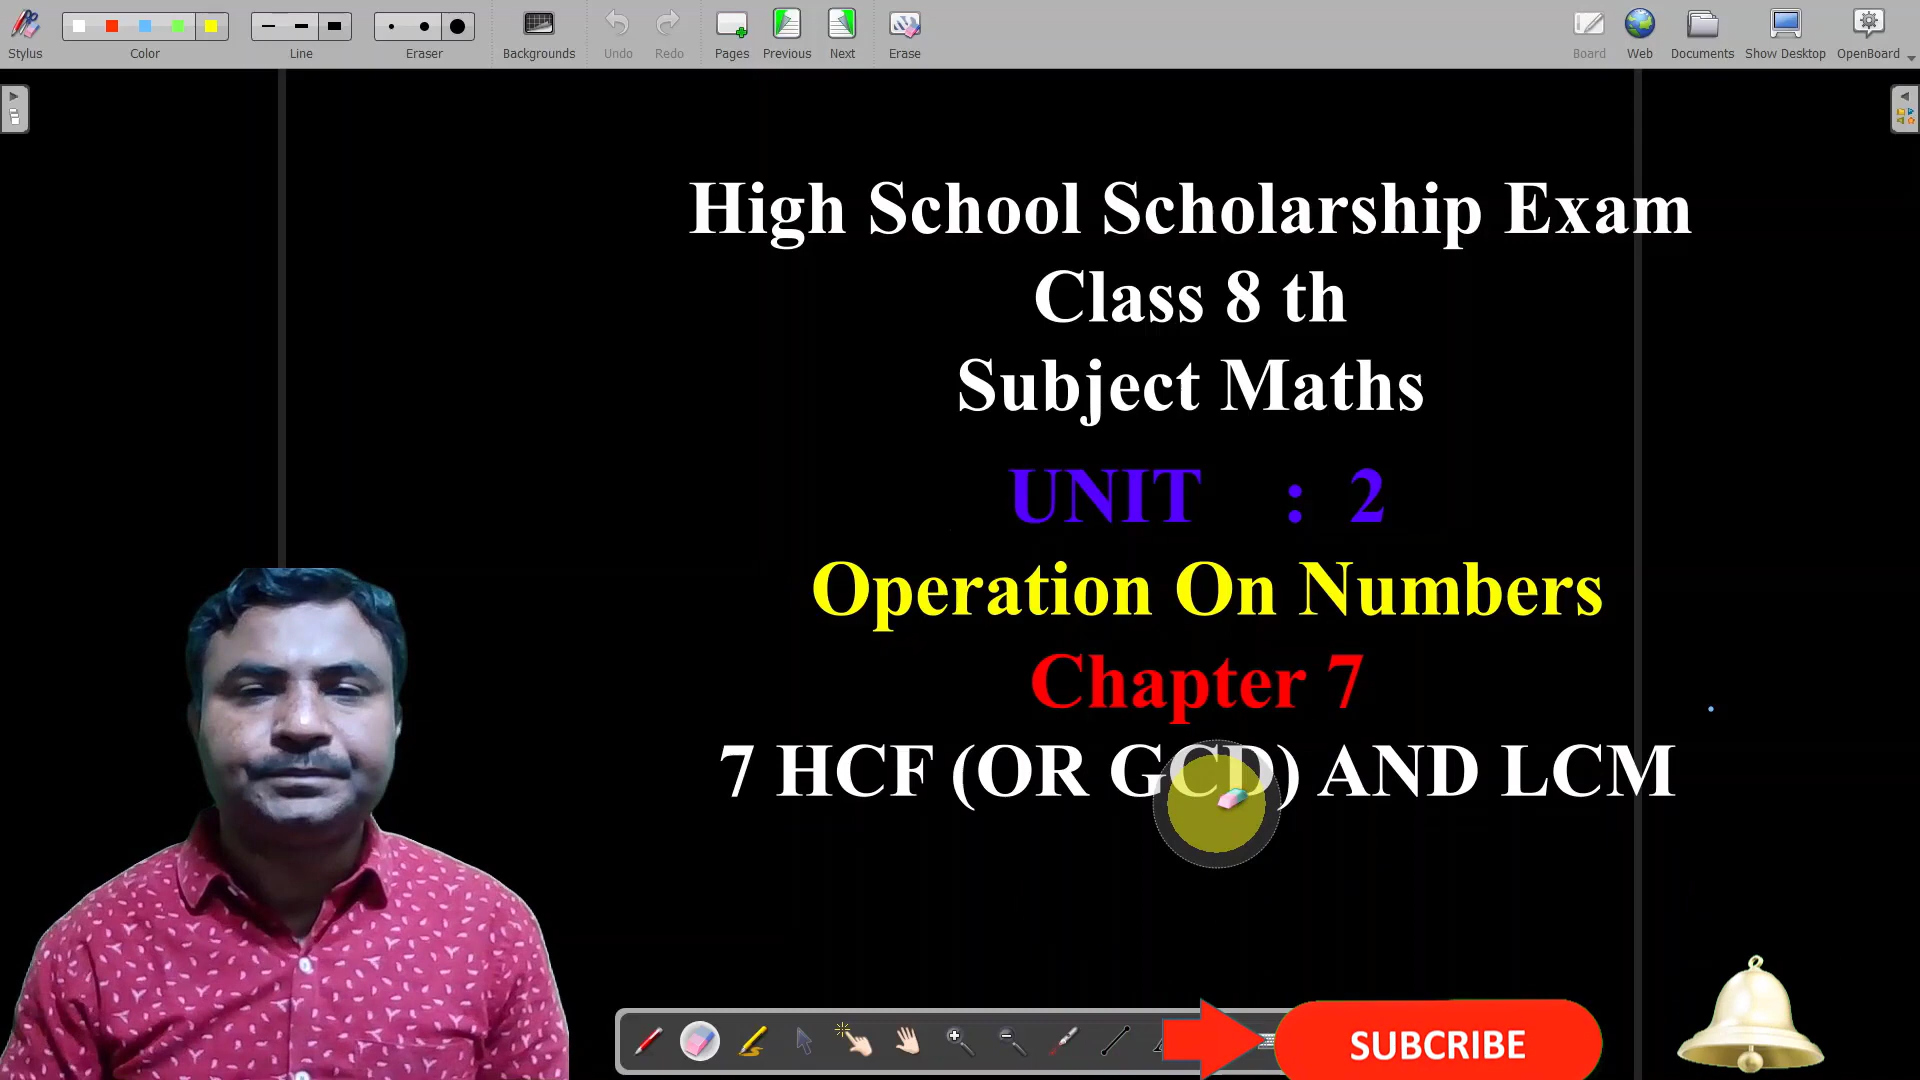 Stylus
Color
Line
Eraser
Backgrounds
Undo
Redo
Pages
Previous
Next
Erase
Board
Web
Documents
Show Desktop
OpenBoard
High School Scholarship Exam
Class 8 th
Subject Maths
UNIT : 2
Operation On Numbers
Chapter 7
7 HCF (OR GCD) AND LCM
SUBCRIBE